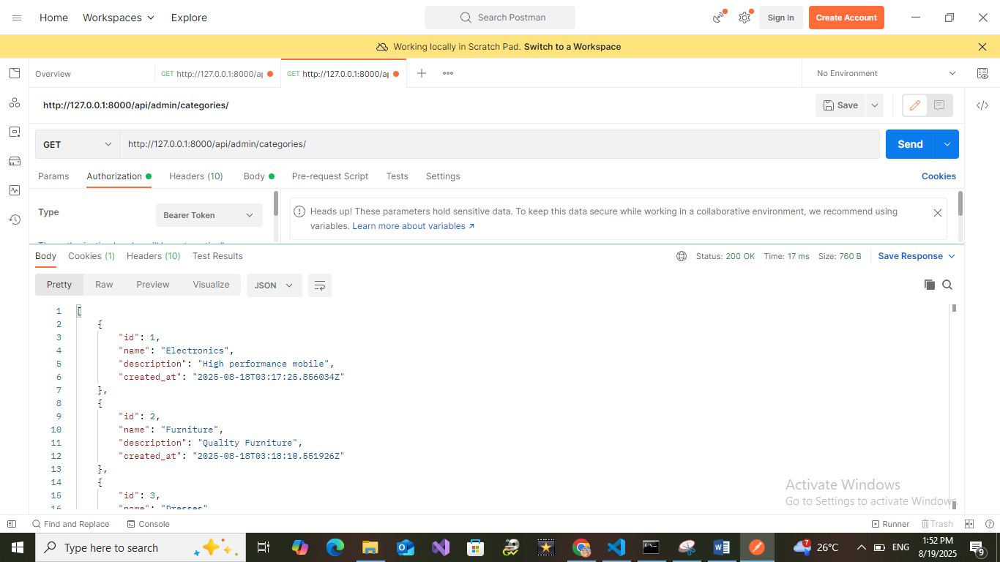 Home Workspaces Explore Search Postman Sign In Create Account
Working locally in Scratch Pad. Switch to a Workspace
Overview GET http://127.0.0.1:8000/ap GET http://127.0.0.1:8000/ap No Environment
http://127.0.0.1:8000/api/admin/categories/ Save
GET http://127.0.0.1:8000/api/admin/categories/ Send
Params Authorization Headers (10) Body Pre-request Script Tests Settings Cookies
Type Bearer Token
Heads up! These parameters hold sensitive data. To keep this data secure while working in a collaborative environment, we recommend using
variables. Learn more about variables ↗
Body Cookies (1) Headers (10) Test Results Status: 200 OK Time: 17 ms Size: 760 B Save Response
Pretty Raw Preview Visualize JSON
1 [
2 {
3 "id": 1,
4 "name": "Electronics",
5 "description": "High performance mobile",
6 "created_at": "2025-08-18T03:17:25.856034Z"
7 },
8 {
9 "id": 2,
10 "name": "Furniture",
11 "description": "Quality Furniture",
12 "created_at": "2025-08-18T03:18:10.551926Z"
13 },
14 {
15 "id": 3,
16 "name": "Dresses"
Activate Windows
Go to Settings to activate Windows.
Find and Replace Console Runner Trash
Type here to search 7 26°C ENG 1:52 PM
8/19/2025 9